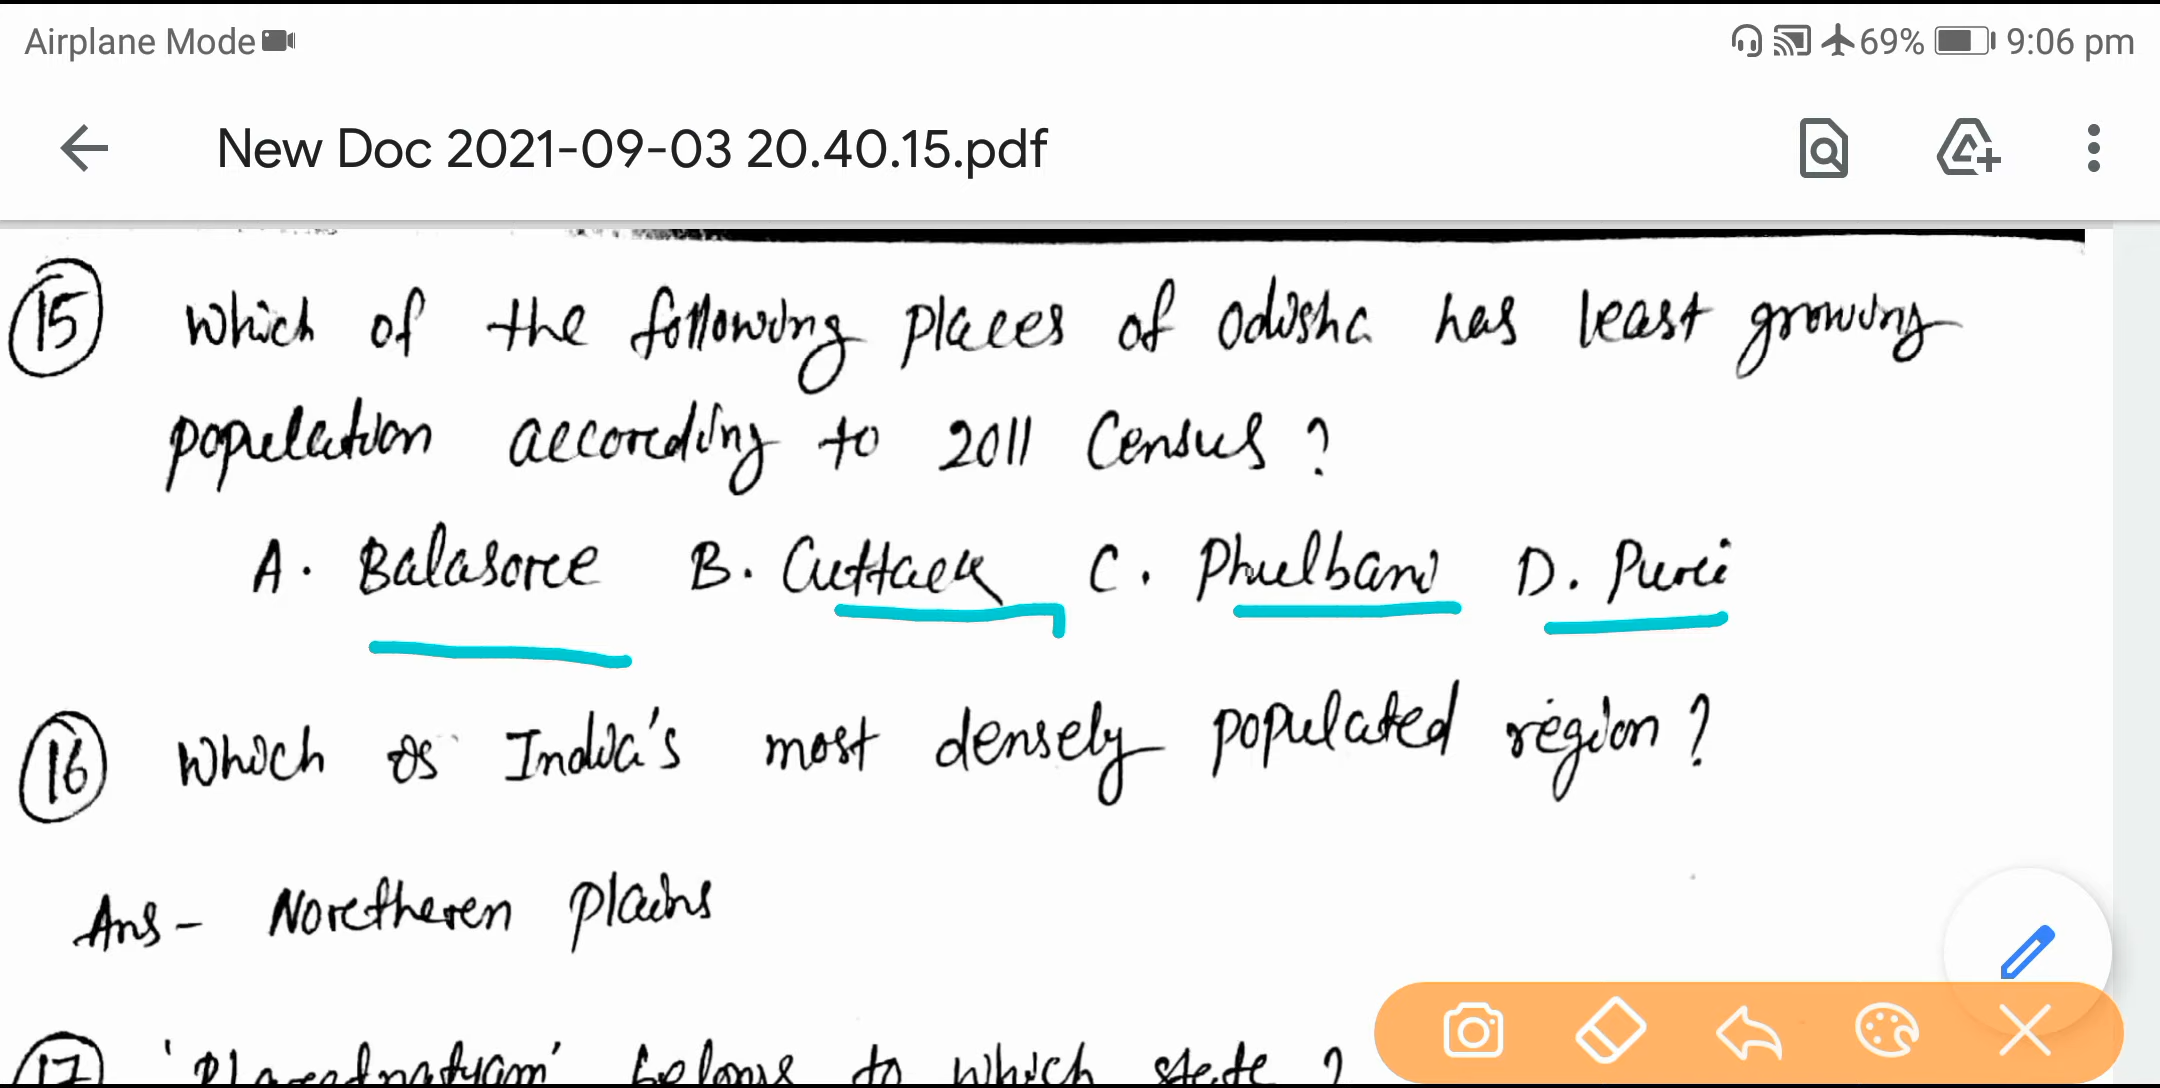 Airplane Mode 69% 9:06 pm
New Doc 2021-09-03 20.40.15.pdf
15 Which of the following places of Odisha has least growing
population according to 2011 Census ?
A. Balasore B. Cuttack C. Phulbani D. Puri
16 Which is India's most densely populated region ?
Ans - Northern plains
17 ' belongs to which state ?